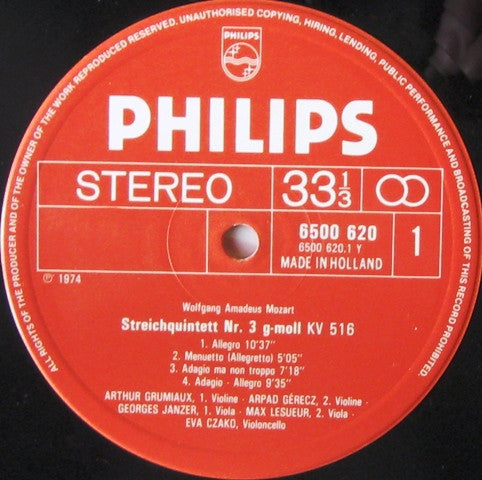 ALL RIGHTS OF THE PRODUCER AND OF THE OWNER OF THE WORK REPRODUCED RESERVED. UNAUTHORISED COPYING, HIRING, LENDING, PUBLIC PERFORMANCE AND BROADCASTING OF THIS RECORD PROHIBITED.
PHILIPS
PHILIPS
STEREO 33 1/3
6500 620
6500 620.1 Y
MADE IN HOLLAND
1
℗ 1974
Wolfgang Amadeus Mozart
Streichquintett Nr. 3 g-moll KV 516
1. Allegro 10'37"
2. Menuetto (Allegretto) 5'05"
3. Adagio ma non troppo 7'18"
4. Adagio - Allegro 9'35"
ARTHUR GRUMIAUX, 1. Violine - ARPAD GÉRECZ, 2. Violine -
GEORGES JANZER, 1. Viola - MAX LESUEUR, 2. Viola -
EVA CZAKO, Violoncello